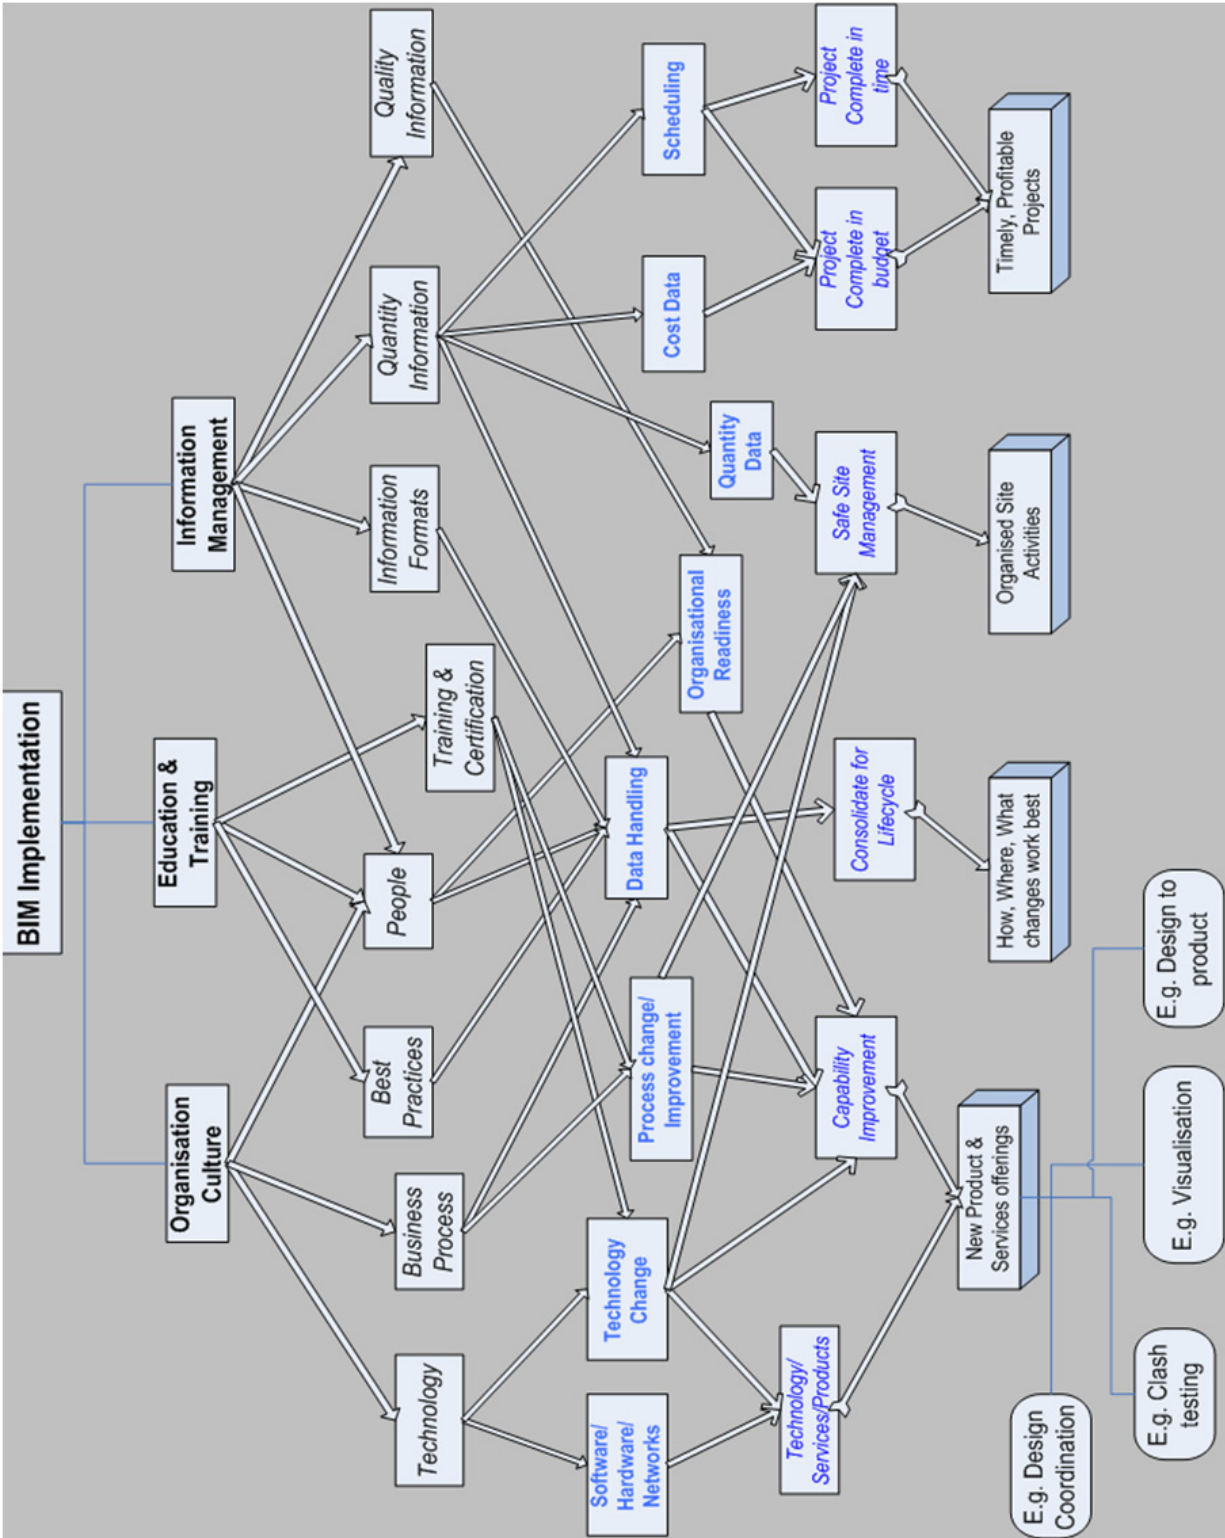 BIM Implementation
Organisation
Culture
Education &
Training
Information
Management
Technology
Business
Process
Best
Practices
People
Training &
Certification
Information
Formats
Quantity
Information
Quality
Information
Software/
Hardware/
Networks
Technology
Change
Process change/
Improvement
Data Handling
Organisational
Readiness
Quantity
Data
Cost Data
Scheduling
Technology/
Services/Products
Capability
Improvement
Consolidate for
Lifecycle
Safe Site
Management
Project
Complete in
budget
Project
Complete in
time
New Product &
Services offerings
How, Where, What
changes work best
Organised Site
Activities
Timely, Profitable
Projects
E.g. Design
Coordination
E.g. Clash
testing
E.g. Visualisation
E.g. Design to
product